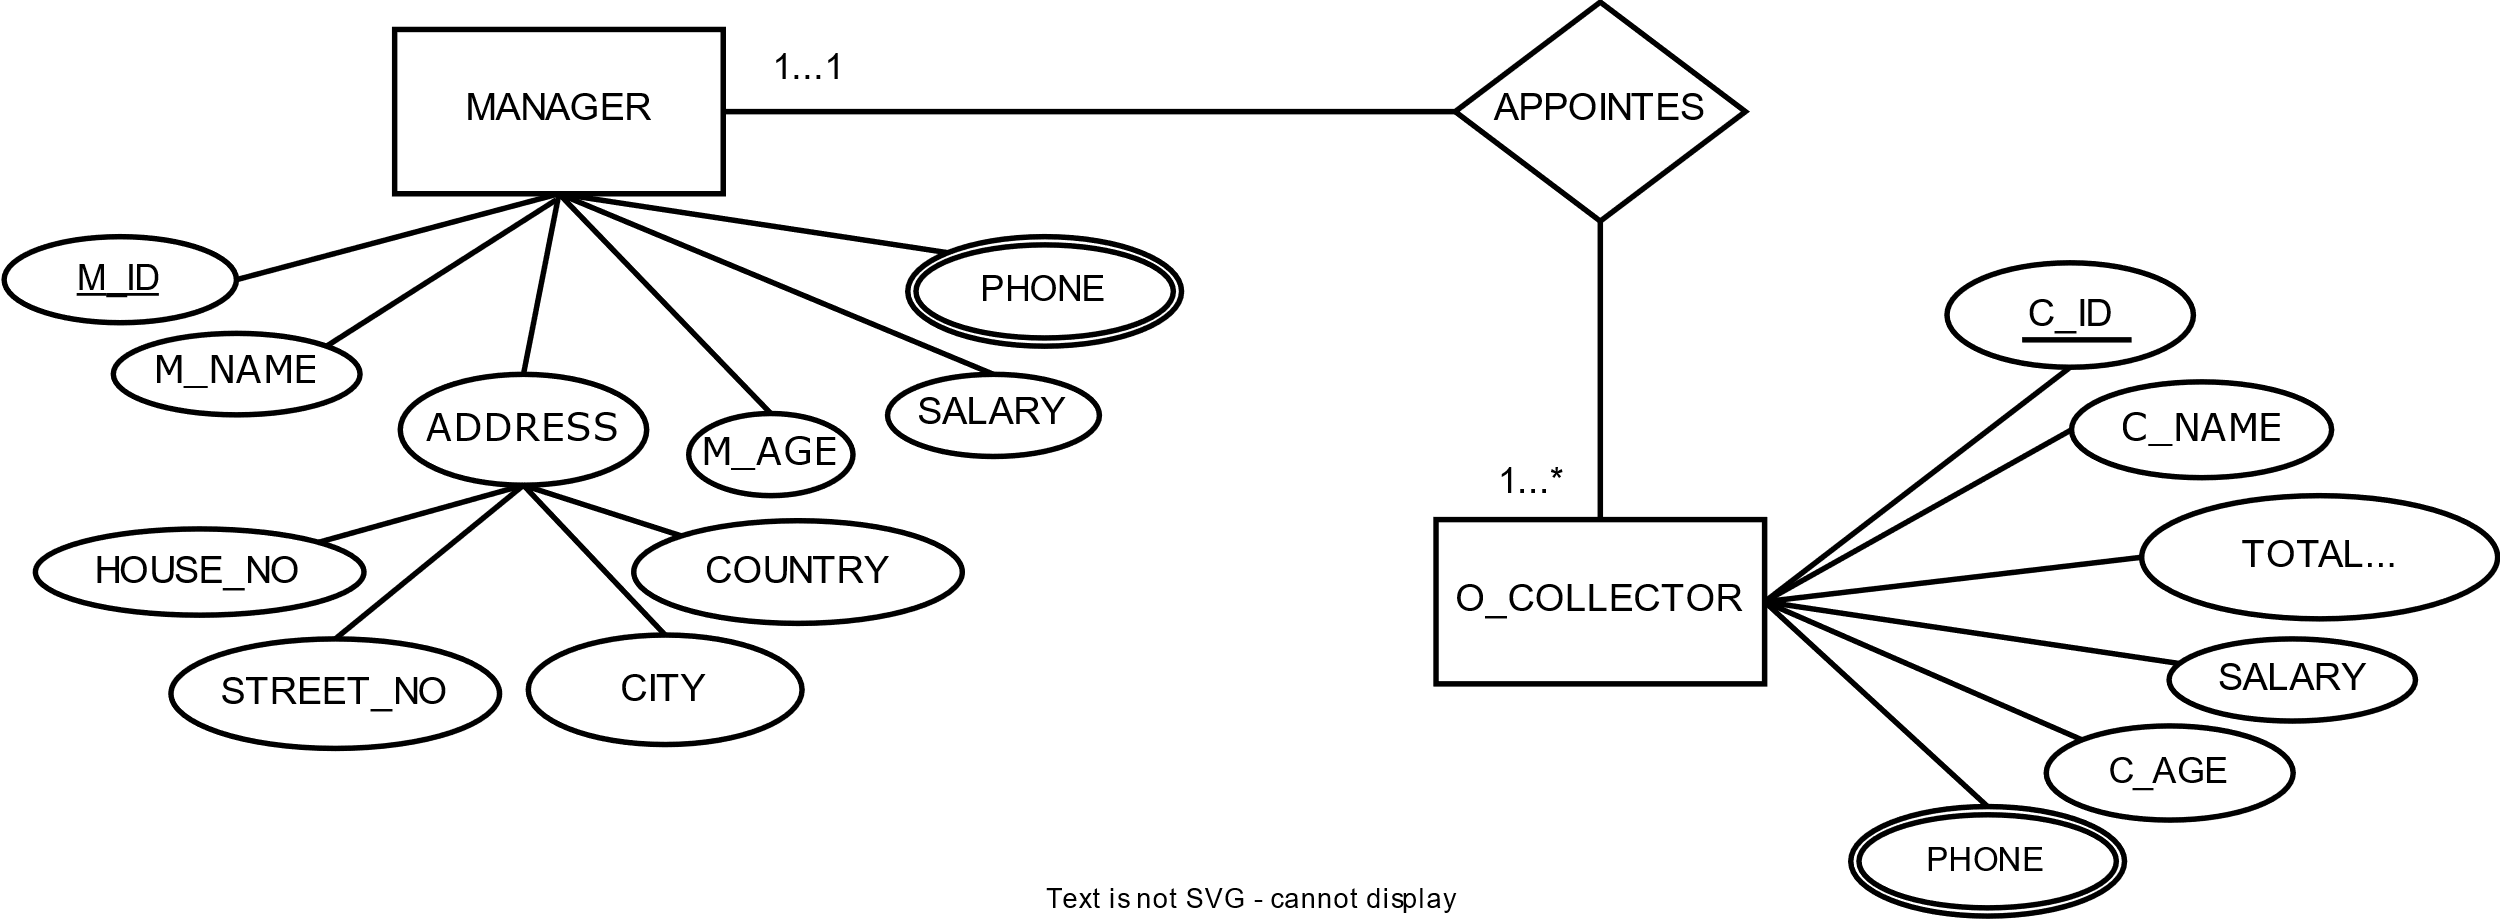 MANAGER
1...1
APPOINTES
M_ID
M_NAME
ADDRESS
M_AGE
SALARY
PHONE
HOUSE_NO
STREET_NO
CITY
COUNTRY
1...*
O_COLLECTOR
C_ID
C_NAME
TOTAL...
SALARY
C_AGE
PHONE
Text is not SVG - cannot display